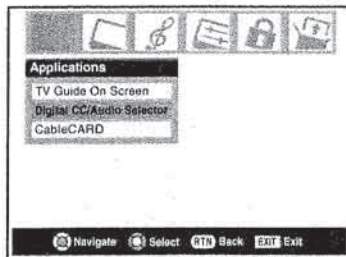 Applications
TV Guide On Screen
Digital CC/Audio Selector
CableCARD
Navigate Select RTN Back EXIT Exit